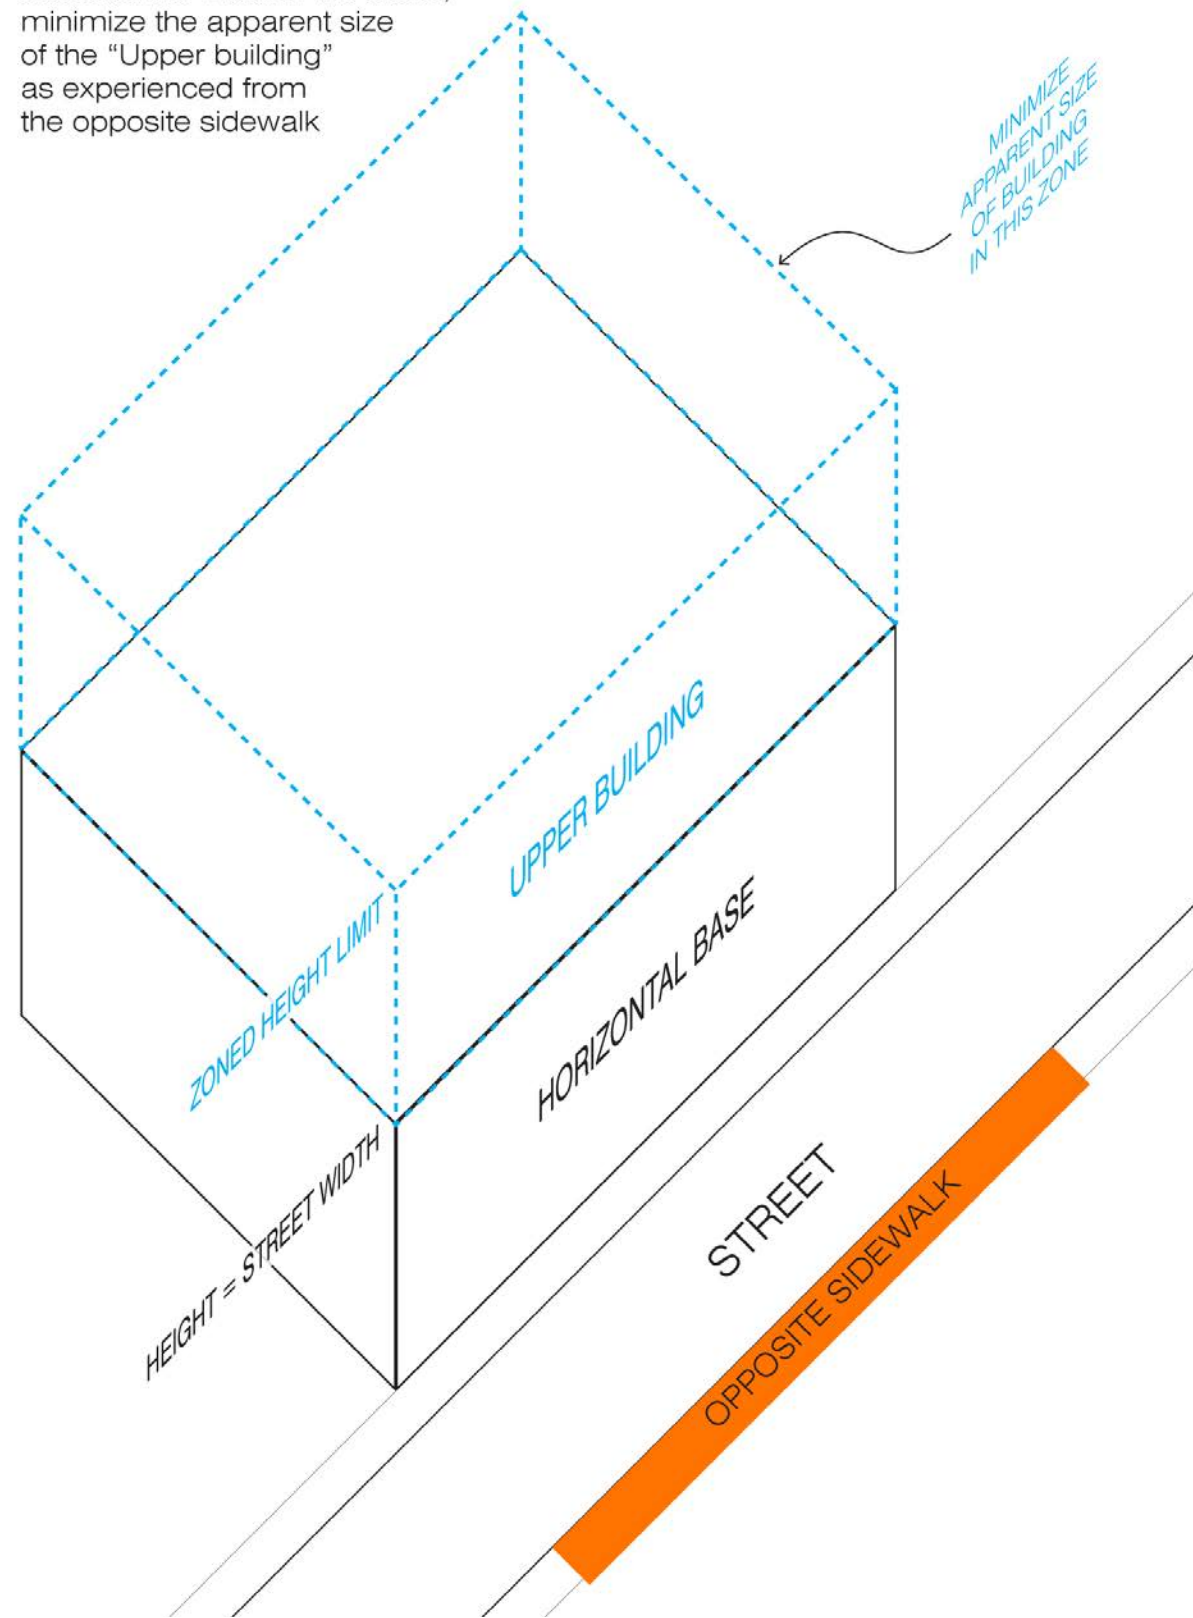 minimize the apparent size
of the “Upper building”
as experienced from
the opposite sidewalk
MINIMIZE
APPARENT SIZE
OF BUILDING
IN THIS ZONE
UPPER BUILDING
ZONED HEIGHT LIMIT
HORIZONTAL BASE
HEIGHT = STREET WIDTH
STREET
OPPOSITE SIDEWALK